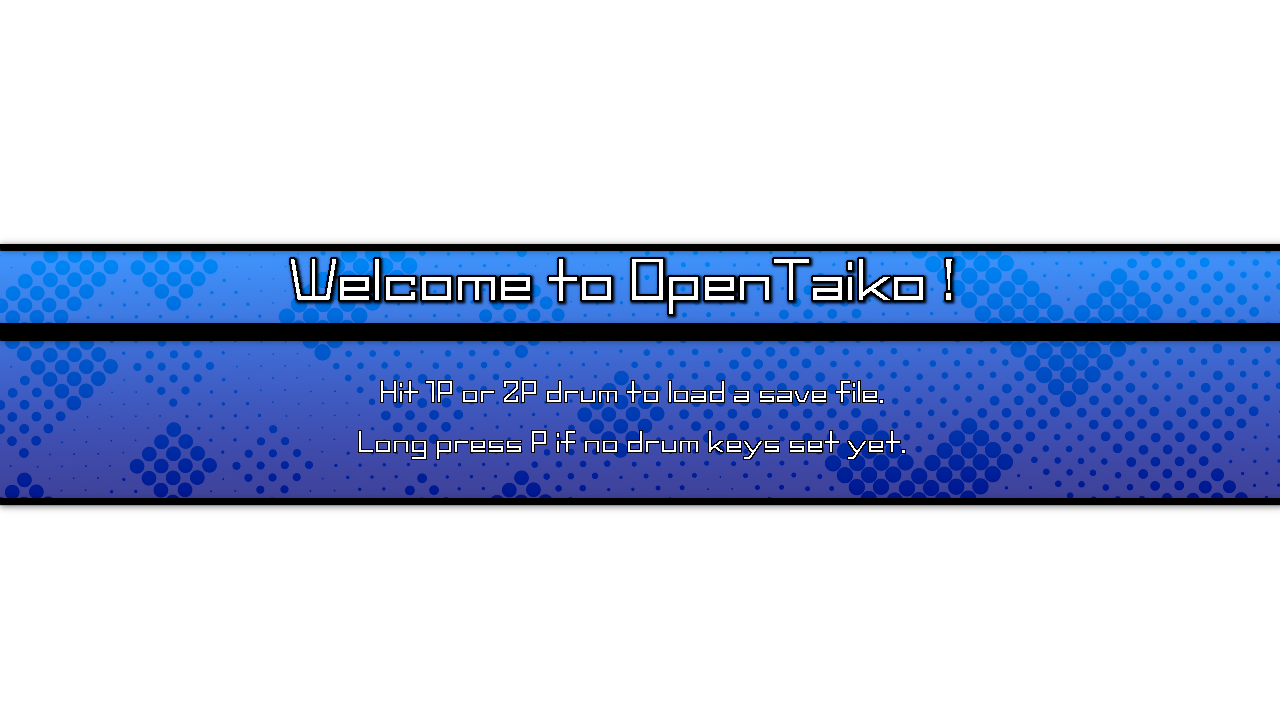 Welcome to OpenTaiko !
Hit 1P or 2P drum to load a save file.
Long press P if no drum keys set yet.